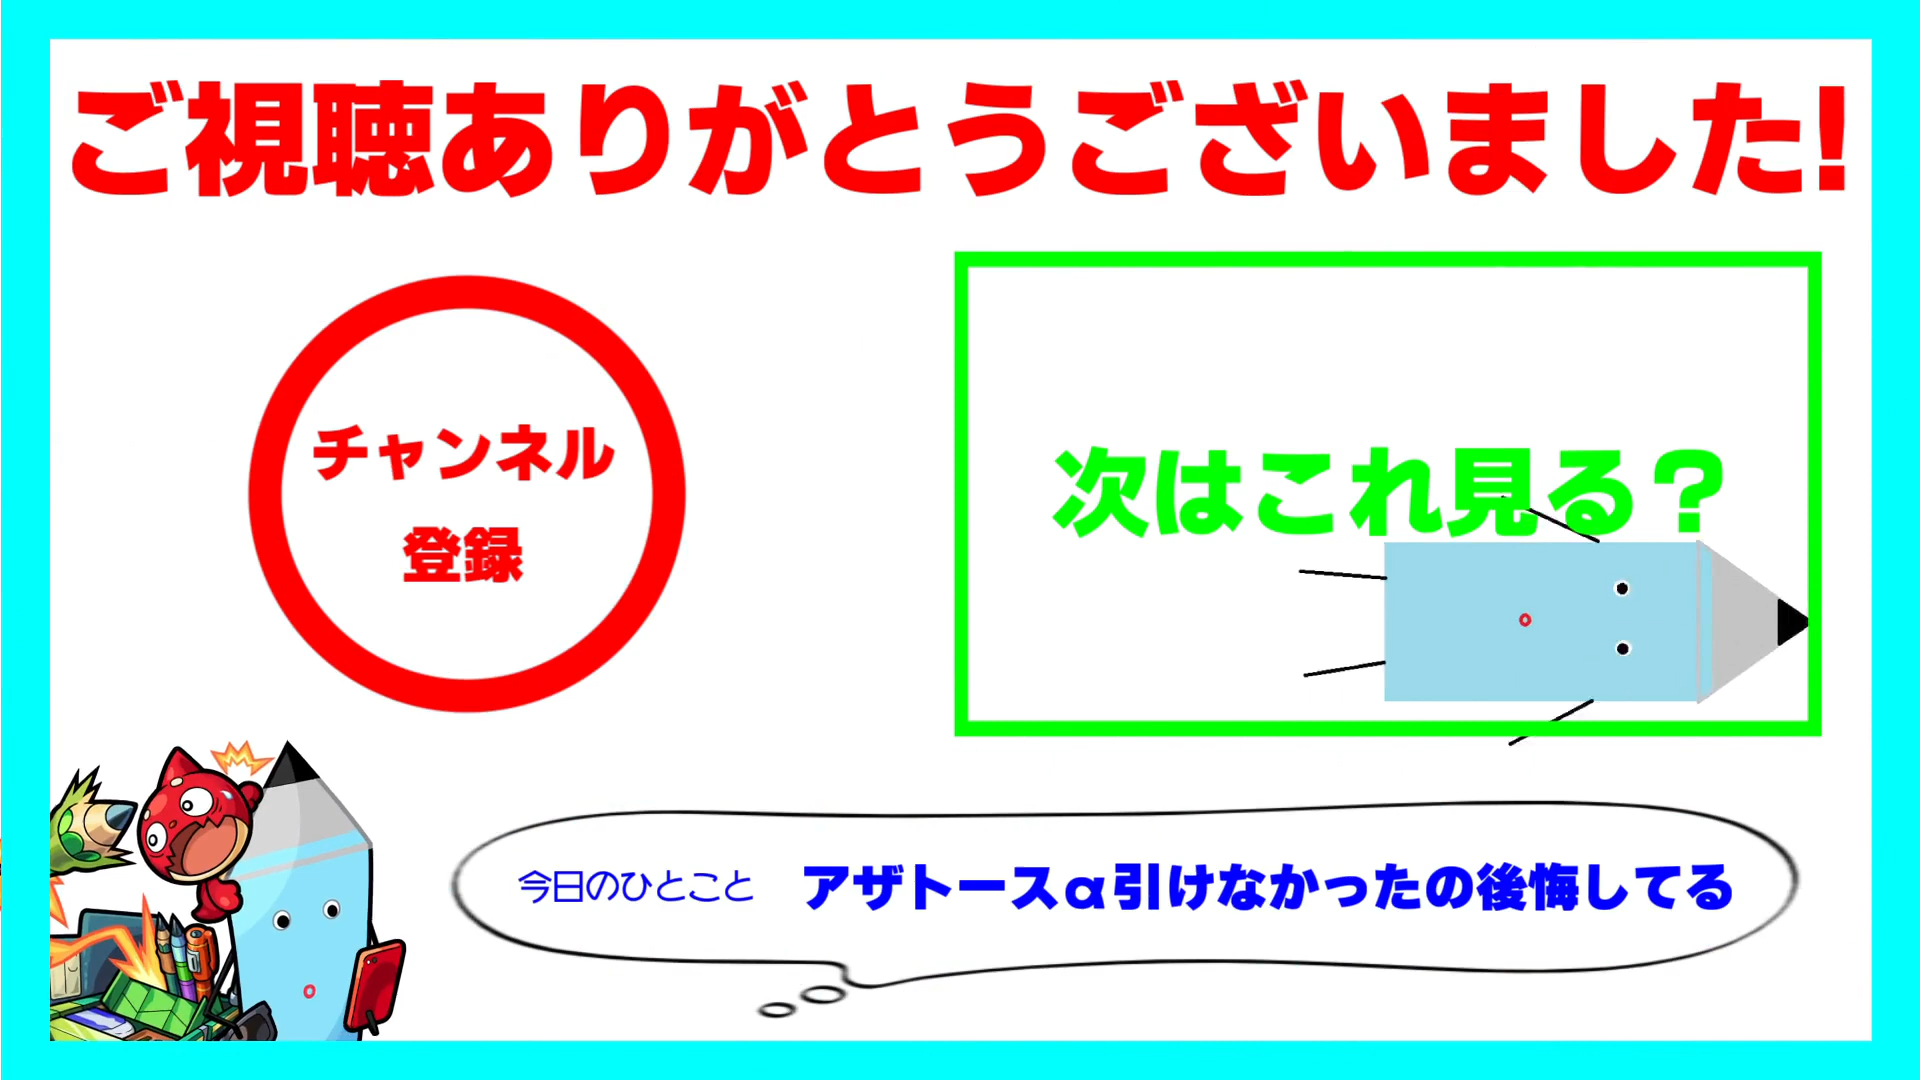 ご視聴ありがとうございました!
チャンネル
登録
次はこれ見る？
今日のひとこと アザトースα引けなかったの後悔してる